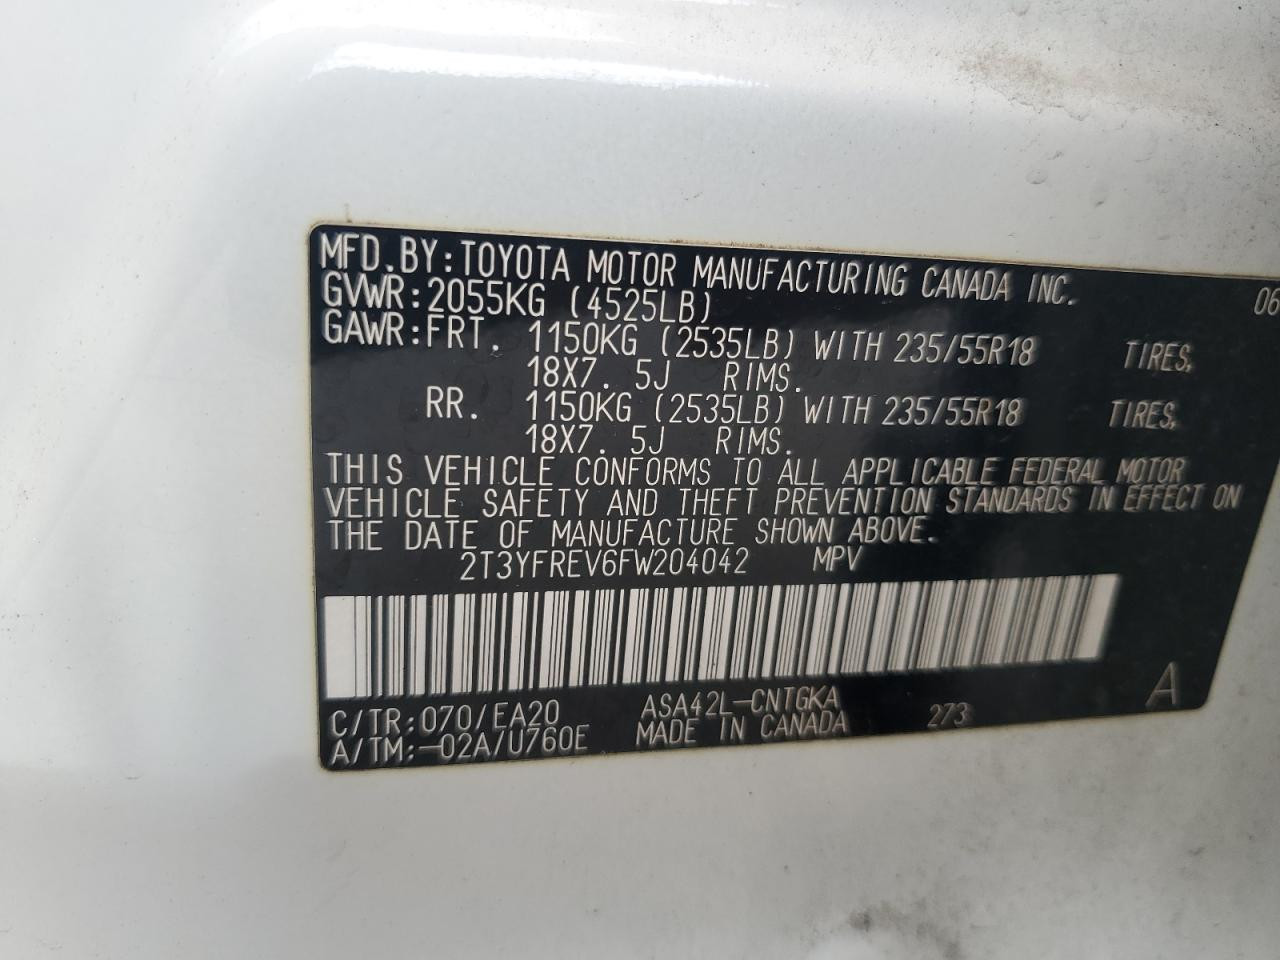 MFD.BY:TOYOTA MOTOR MANUFACTURING CANADA INC. 06
GVWR:2055KG (4525LB)
GAWR:FRT. 1150KG (2535LB) WITH 235/55R18 TIRES,
18X7. 5J RIMS.
RR. 1150KG (2535LB) WITH 235/55R18 TIRES,
18X7. 5J RIMS.
THIS VEHICLE CONFORMS TO ALL APPLICABLE FEDERAL MOTOR
VEHICLE SAFETY AND THEFT PREVENTION STANDARDS IN EFFECT ON
THE DATE OF MANUFACTURE SHOWN ABOVE.
2T3YFREV6FW204042 MPV
C/TR:070/EA20 ASA42L-CNTGKA A
A/TM:-02A/U760E MADE IN CANADA 273